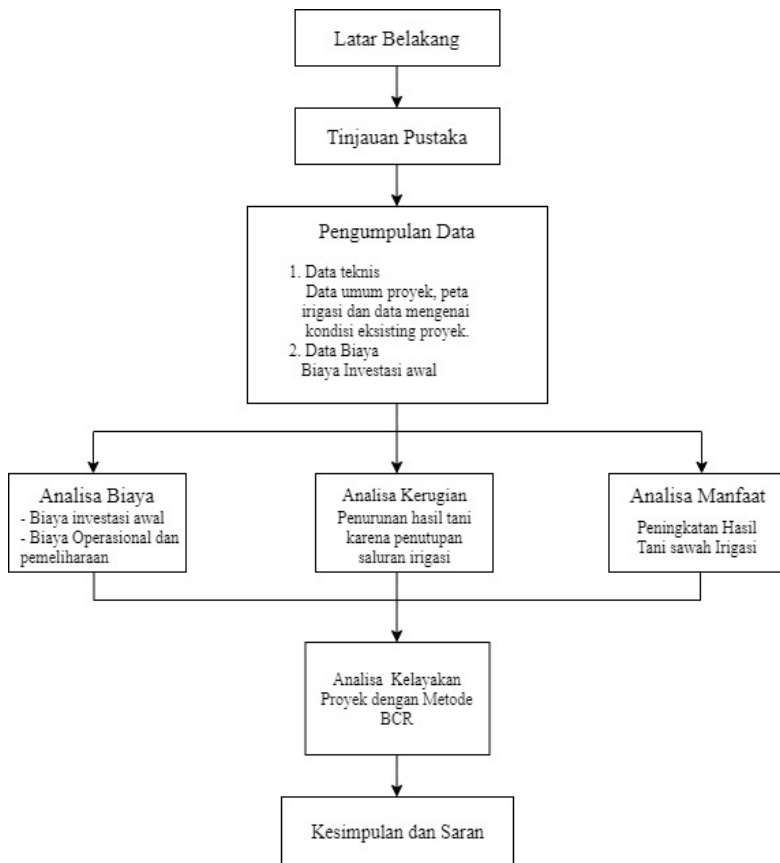 Latar Belakang
Tinjauan Pustaka
Pengumpulan Data
1. Data teknis
Data umum proyek, peta
irigasi dan data mengenai
kondisi eksisting proyek.
2. Data Biaya
Biaya Investasi awal
Analisa Biaya
- Biaya investasi awal
- Biaya Operasional dan
pemeliharaan
Analisa Kerugian
Penurunan hasil tani
karena penutupan
saluran irigasi
Analisa Manfaat
Peningkatan Hasil
Tani sawah Irigasi
Analisa Kelayakan
Proyek dengan Metode
BCR
Kesimpulan dan Saran